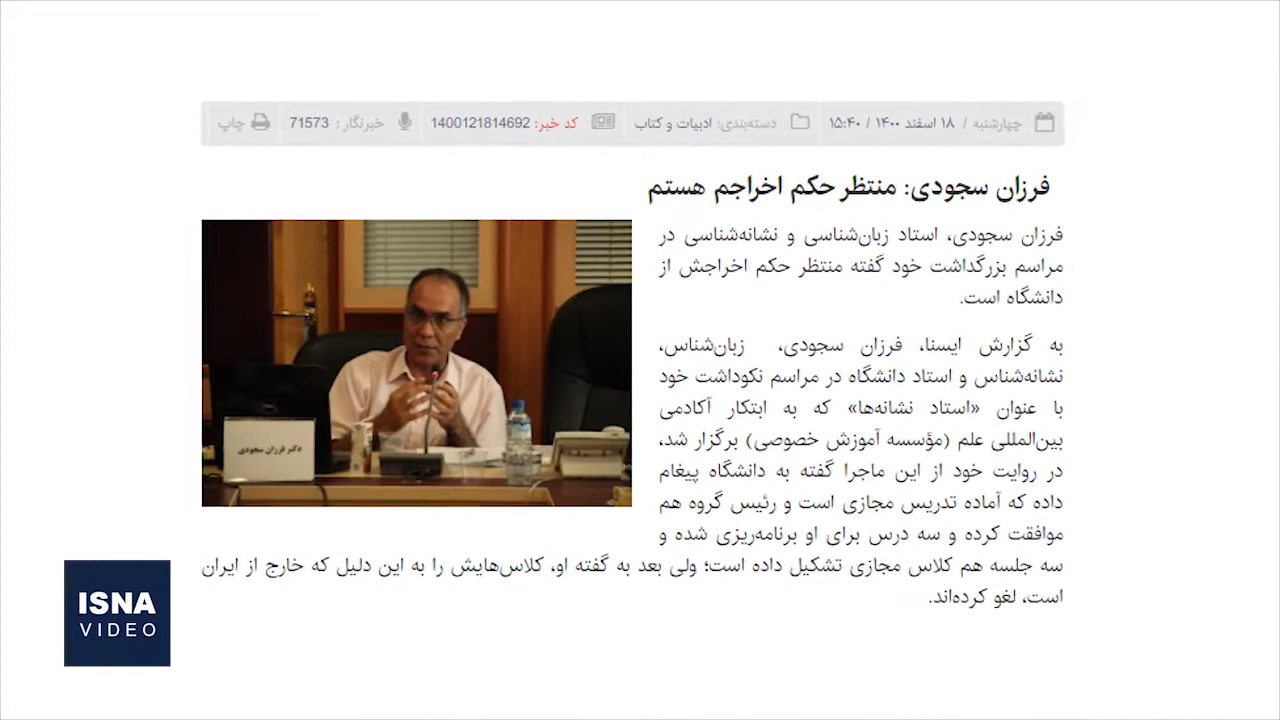 چهارشنبه / ۱۸ اسفند ۱۴۰۰ / ۱۵:۴۰ دسته‌بندی: ادبیات و کتاب کد خبر: 1400121814692 خبرنگار : 71573 چاپ
فرزان سجودی: منتظر حکم اخراجم هستم
فرزان سجودی، استاد زبان‌شناسی و نشانه‌شناسی در
مراسم بزرگداشت خود گفته منتظر حکم اخراجش از
دانشگاه است.
به گزارش ایسنا، فرزان سجودی، زبان‌شناس،
نشانه‌شناس و استاد دانشگاه در مراسم نکوداشت خود
با عنوان «استاد نشانه‌ها» که به ابتکار آکادمی
بین‌المللی علم (مؤسسه آموزش خصوصی) برگزار شد،
در روایت خود از این ماجرا گفته به دانشگاه پیغام
داده که آماده تدریس مجازی است و رئیس گروه هم
موافقت کرده و سه درس برای او برنامه‌ریزی شده و
سه جلسه هم کلاس مجازی تشکیل داده است؛ ولی بعد به گفته او، کلاس‌هایش را به این دلیل که خارج از ایران
است، لغو کرده‌اند.
دکتر فرزان سجودی
ISNA
VIDEO